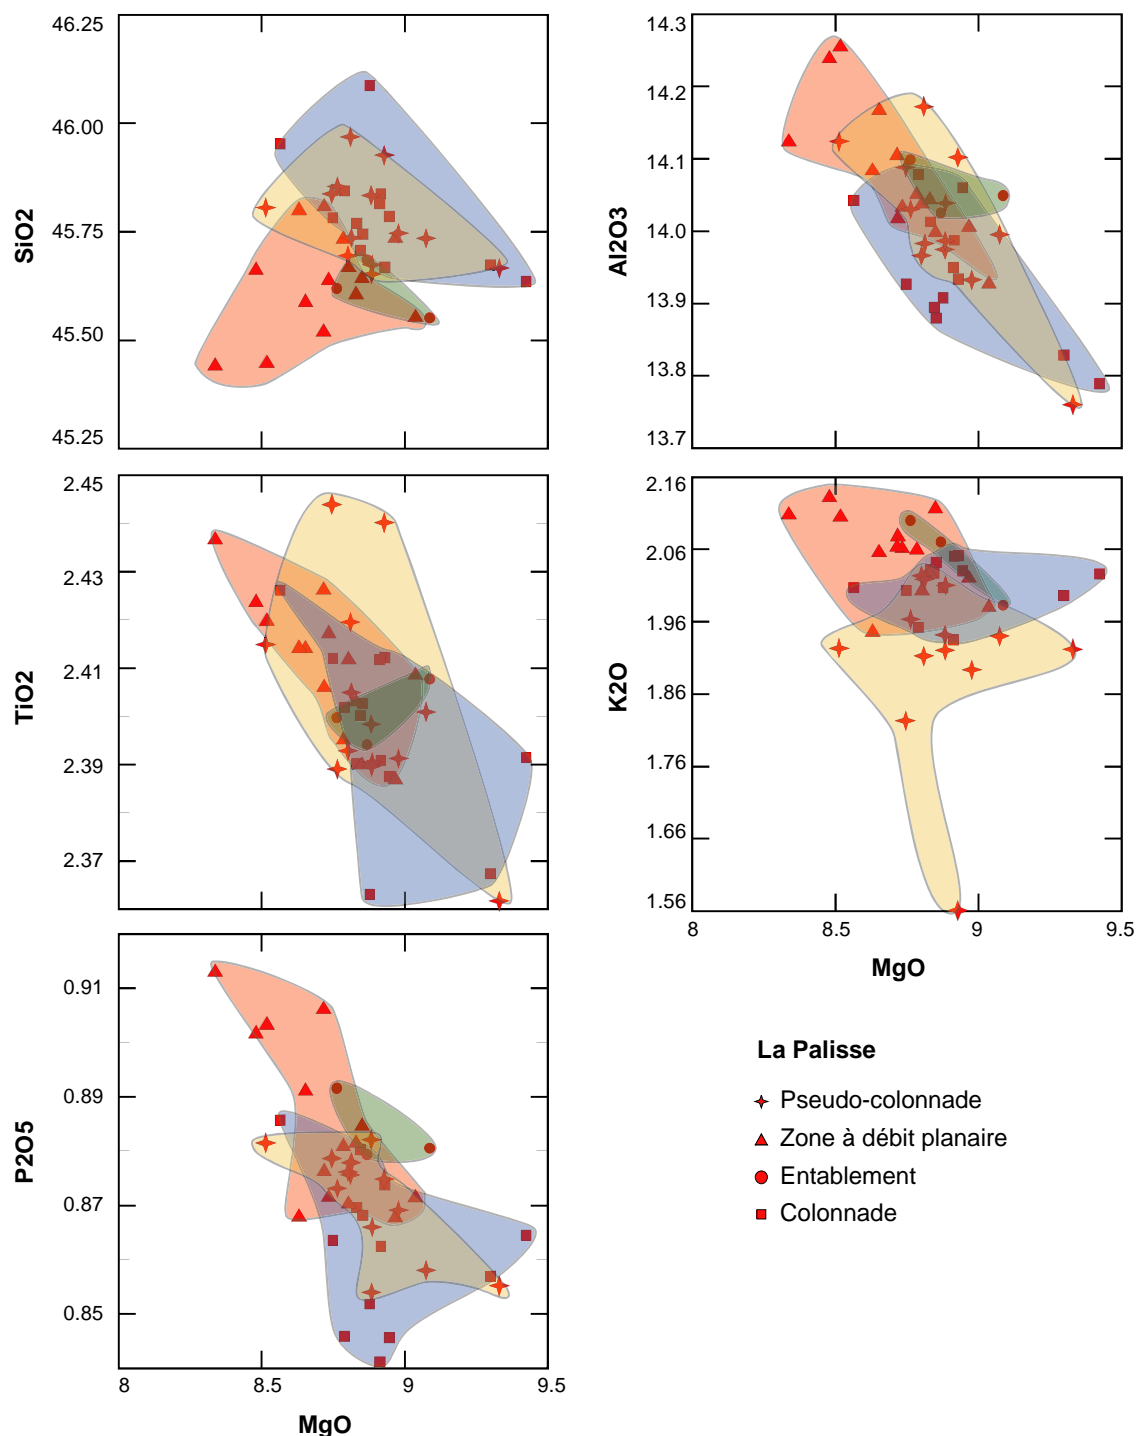 46.25
46.00
45.75
45.50
45.25
SiO2
14.3
14.2
14.1
14.0
13.9
13.8
13.7
Al2O3
2.45
2.43
2.41
2.39
2.37
TiO2
2.16
2.06
1.96
1.86
1.76
1.66
1.56
K2O
8 8.5 9 9.5
MgO
0.91
0.89
0.87
0.85
P2O5
8 8.5 9 9.5
MgO
La Palisse
Pseudo-colonnade
Zone à débit planaire
Entablement
Colonnade